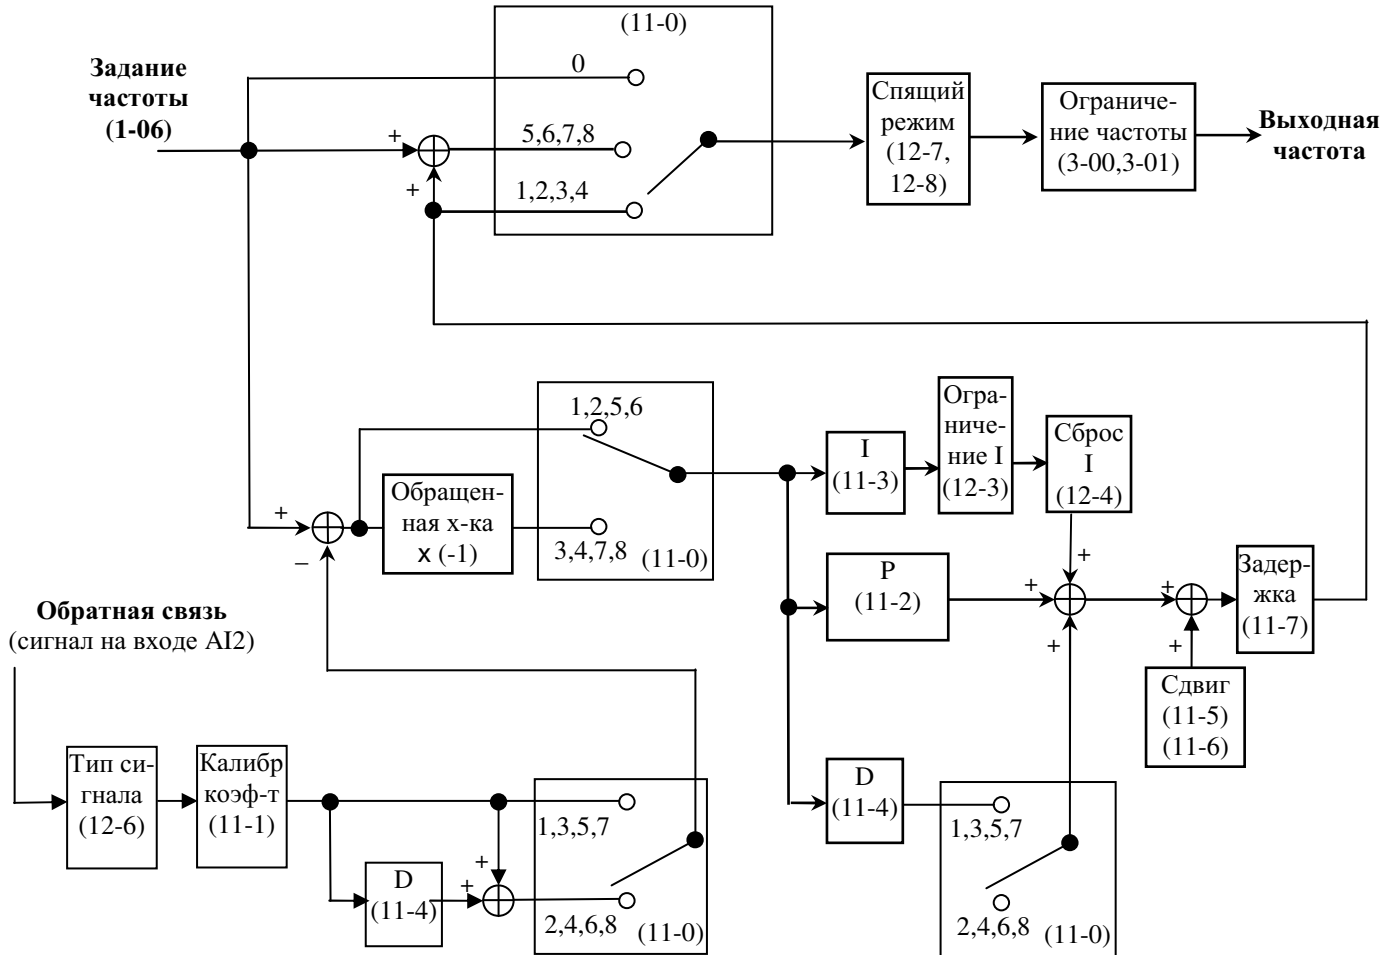 (11-0)
Задание
частоты
(1-06)
0
5,6,7,8
1,2,3,4
+
+
Спящий
режим
(12-7,
12-8)
Ограниче-
ние частоты
(3-00,3-01)
Выходная
частота
1,2,5,6
3,4,7,8
(11-0)
+
–
Обращен-
ная х-ка
х (-1)
I
(11-3)
Огра-
ниче-
ние I
(12-3)
Сброс
I
(12-4)
+
P
(11-2)
+
+
+
+
Задер-
жка
(11-7)
Сдвиг
(11-5)
(11-6)
Обратная связь
(сигнал на входе AI2)
Тип си-
гнала
(12-6)
Калибр
коэф-т
(11-1)
D
(11-4)
+
+
1,3,5,7
2,4,6,8
(11-0)
D
(11-4)
1,3,5,7
2,4,6,8
(11-0)